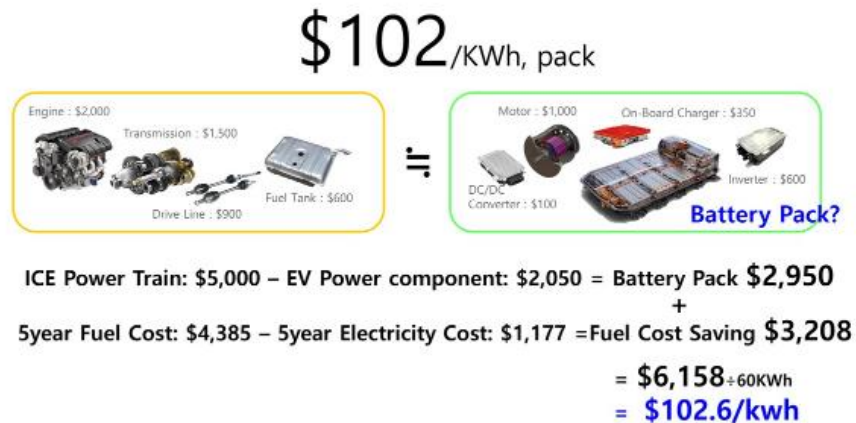 $102/KWh, pack
Engine : $2,000
Transmission : $1,500
Drive Line : $900
Fuel Tank : $600
≒
Motor : $1,000
On-Board Charger : $350
DC/DC
Converter : $100
Inverter : $600
Battery Pack?
ICE Power Train: $5,000 – EV Power component: $2,050 = Battery Pack $2,950
+
5year Fuel Cost: $4,385 – 5year Electricity Cost: $1,177 =Fuel Cost Saving $3,208
= $6,158÷60KWh
= $102.6/kwh